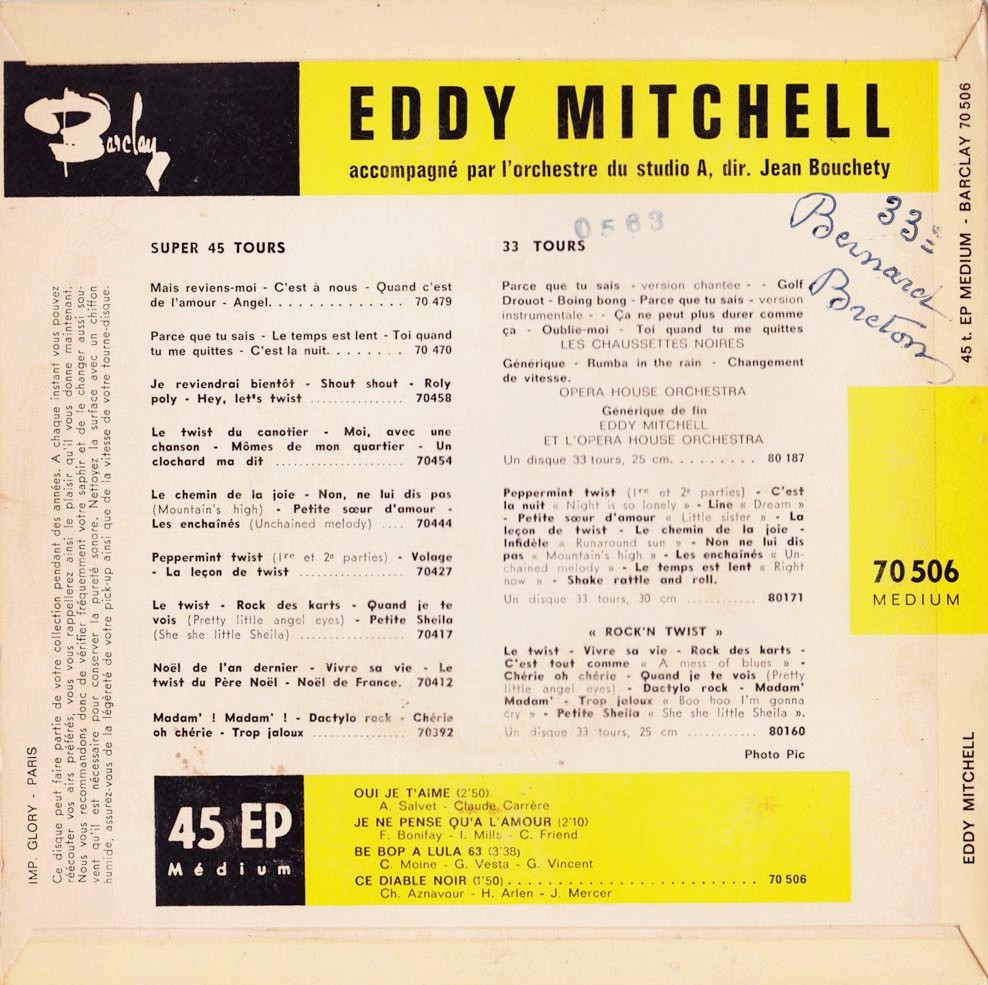 Barclay
EDDY MITCHELL
accompagné par l'orchestre du studio A, dir. Jean Bouchety
0563
33
Bernard
Breton
SUPER 45 TOURS
Mais reviens-moi - C'est à nous - Quand c'est
de l'amour - Angel. . . . . . . . . . . . . . 70 479
Parce que tu sais - Le temps est lent - Toi quand
tu me quittes - C'est la nuit. . . . . . . . 70 470
Je reviendrai bientôt - Shout shout - Roly
poly - Hey, let's twist ................ 70458
Le twist du canotier - Moi, avec une
chanson - Mômes de mon quartier - Un
clochard ma dit ...................... 70454
Le chemin de la joie - Non, ne lui dis pas
(Mountain's high) - Petite sœur d'amour -
Les enchaînés (Unchained melody) .... 70444
Peppermint twist (1re et 2e parties) - Volage
- La leçon de twist .................. 70427
Le twist - Rock des karts - Quand je te
vois (Pretty little angel eyes) - Petite Sheila
(She she little Sheila) .................. 70417
Noël de l'an dernier - Vivre sa vie - Le
twist du Père Noël - Noël de France. 70412
Madam' ! Madam' ! - Dactylo rock - Chérie
oh chérie - Trop jaloux ................ 70392
33 TOURS
Parce que tu sais « version chantée » - Golf
Drouot - Boing bong - Parce que tu sais « version
instrumentale » - Ça ne peut plus durer comme
ça - Oublie-moi - Toi quand tu me quittes
LES CHAUSSETTES NOIRES
Générique - Rumba in the rain - Changement
de vitesse.
OPERA HOUSE ORCHESTRA
Générique de fin
EDDY MITCHELL
ET L'OPERA HOUSE ORCHESTRA
Un disque 33 tours, 25 cm. . . . . . . . . 80 187
Peppermint twist (1re et 2e parties) - C'est
la nuit « Night is so lonely » - Line « Dream »
- Petite sœur d'amour « Little sister » - La
leçon de twist - Le chemin de la joie -
Infidèle « Runaround sue » - Non ne lui dis
pas « Mountain's high » - Les enchaînés « Un-
chained melody » - Le temps est lent « Right
now » - Shake rattle and roll.
Un disque 33 tours, 30 cm ............ 80171
« ROCK'N TWIST »
Le twist - Vivre sa vie - Rock des karts -
C'est tout comme « A mess of blues » -
Chérie oh chérie - Quand je te vois (Pretty
little angel eyes) - Dactylo rock - Madam'
Madam' - Trop jaloux « Boo hoo I'm gonna
cry » - Petite Sheila « She she little Sheila ».
Un disque 33 tours, 25 cm ............ 80160
Photo Pic
45 EP
Médium
OUI JE T'AIME (2'50)
A. Salvet - Claude Carrère
JE NE PENSE QU'A L'AMOUR (2'10)
F. Bonifay - I. Mills - C. Friend
BE BOP A LULA 63 (3'38)
C. Moine - G. Vesta - G. Vincent
CE DIABLE NOIR (1'50) . . . . . . . . . . . . . . . . . . . . . . . . 70 506
Ch. Aznavour - H. Arlen - J. Mercer
70 506
MEDIUM
45 t. EP MEDIUM - BARCLAY 70 506
EDDY MITCHELL
IMP. GLORY - PARIS
Ce disque peut faire partie de votre collection pendant des années. A chaque instant vous pouvez
réécouter vos airs préférés, vous vous rappellerez ainsi le plaisir qu'il vous donne maintenant.
Nous vous recommandons donc de vérifier fréquemment votre saphir et de le changer aussi sou-
vent qu'il est nécessaire pour conserver la pureté sonore. Nettoyez la surface avec un chiffon
humide, assurez-vous de la légèreté de votre pick-up ainsi que de la vitesse de votre tourne-disque.